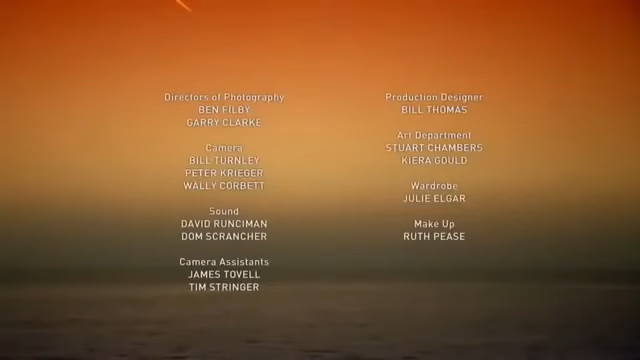 Directors of Photography
BEN FILBY
GARRY CLARKE
Camera
BILL TURNLEY
PETER KRIEGER
WALLY CORBETT
Sound
DAVID RUNCIMAN
DOM SCRANCHER
Camera Assistants
JAMES TOVELL
TIM STRINGER
Production Designer
BILL THOMAS
Art Department
STUART CHAMBERS
KIERA GOULD
Wardrobe
JULIE ELGAR
Make Up
RUTH PEASE